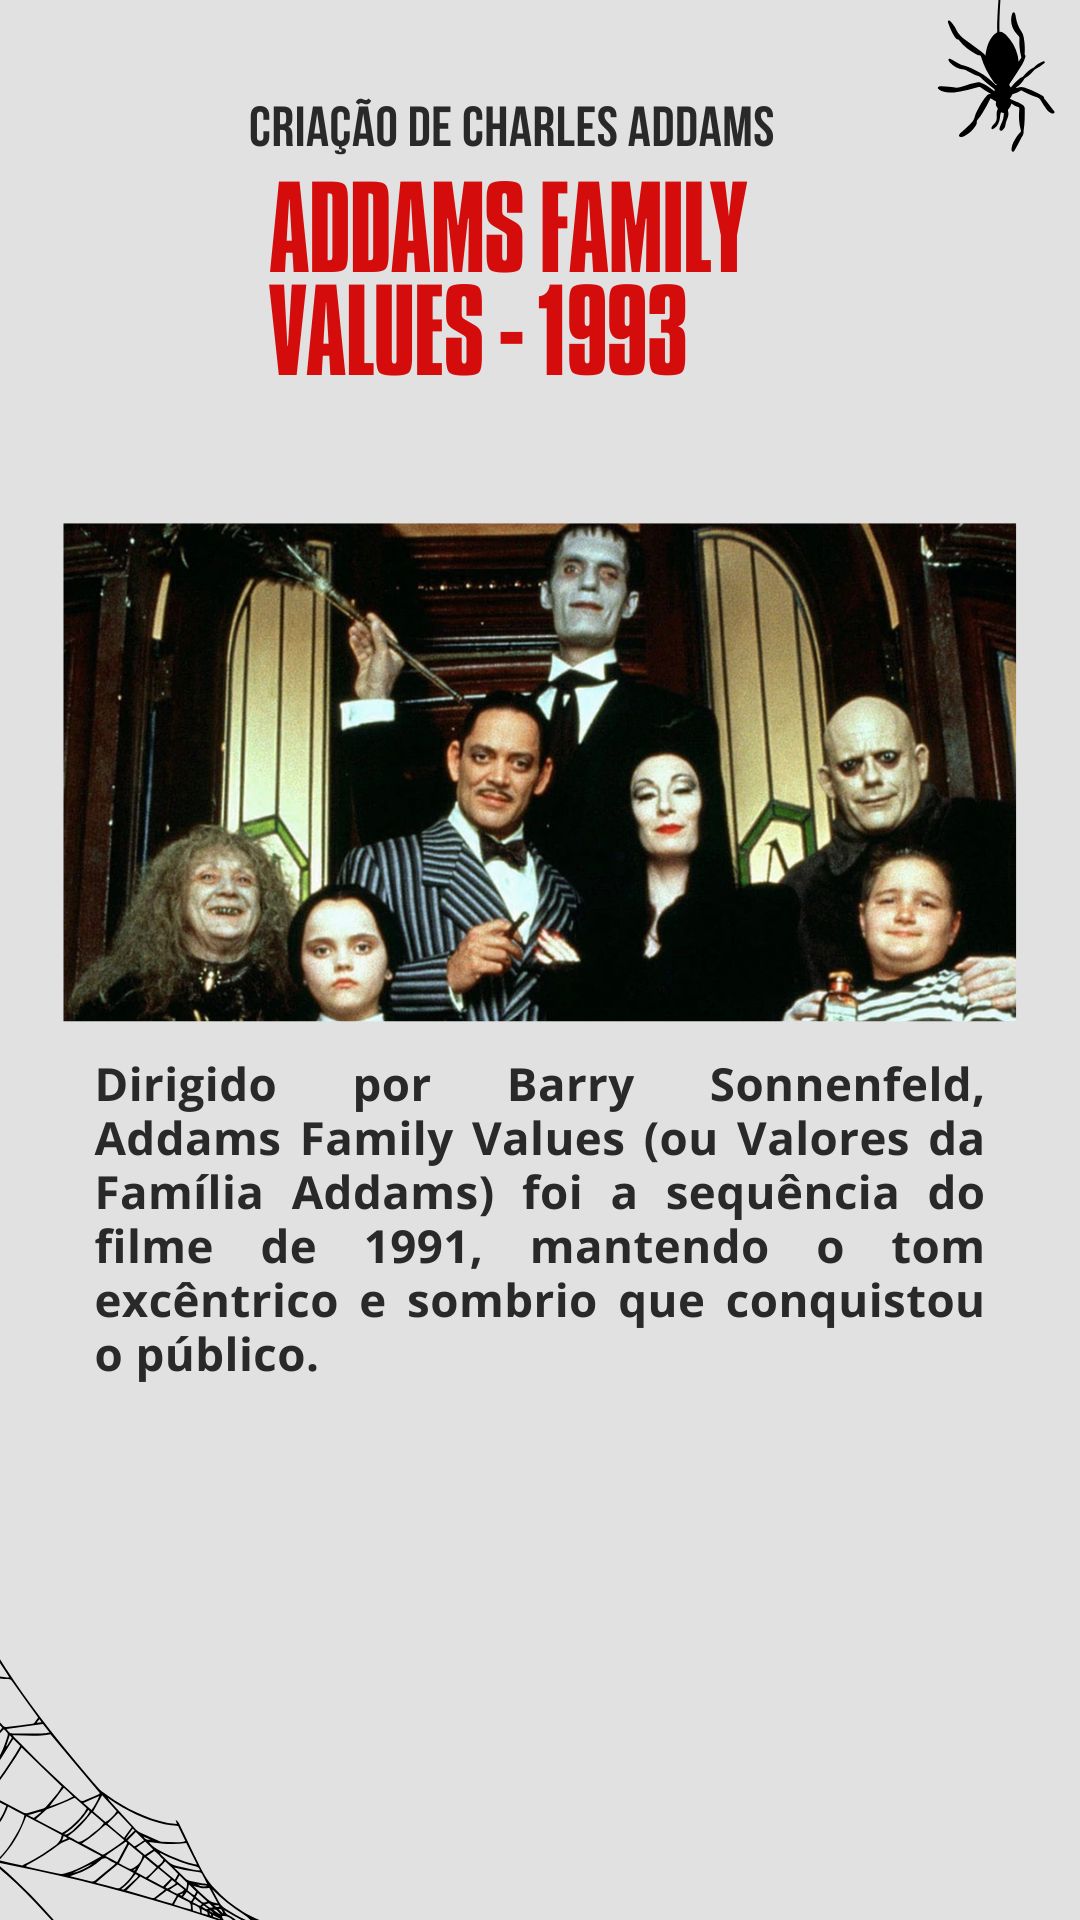 CRIAÇÃO DE CHARLES ADDAMS
ADDAMS FAMILY
VALUES - 1993
Dirigido por Barry Sonnenfeld,
Addams Family Values (ou Valores da
Família Addams) foi a sequência do
filme de 1991, mantendo o tom
excêntrico e sombrio que conquistou
o público.